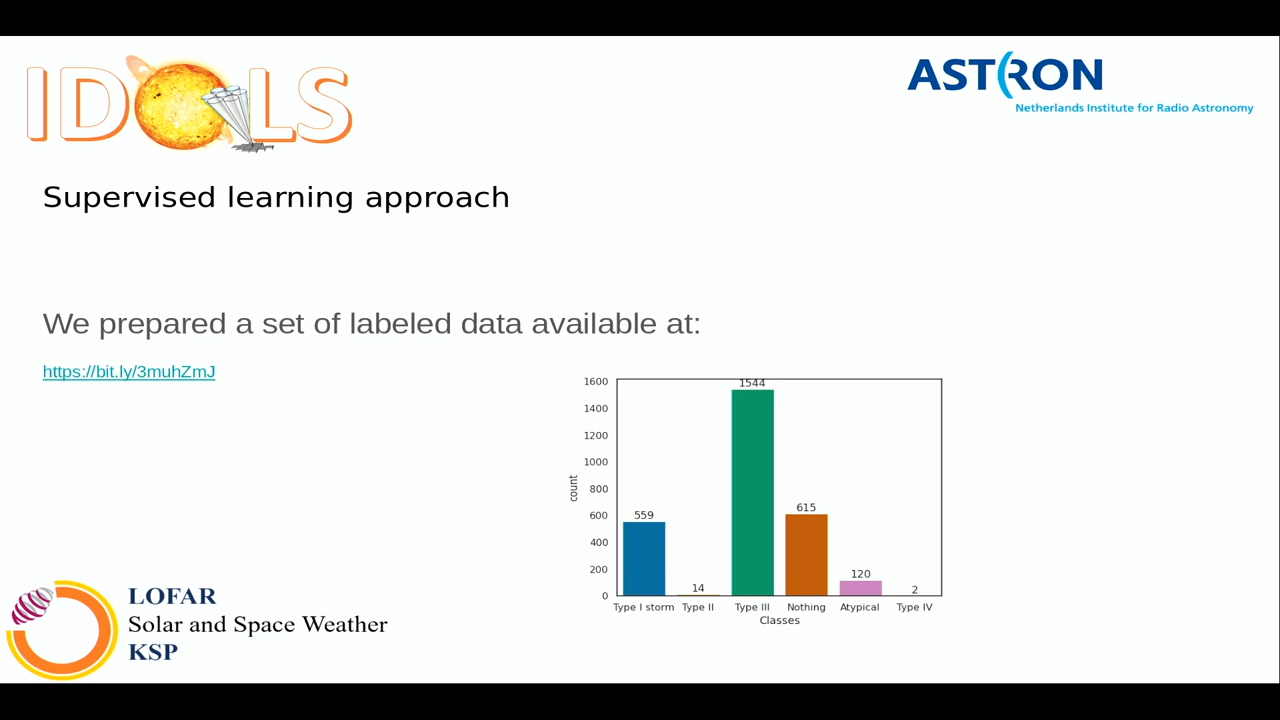 IDOLS
ASTRON
Netherlands Institute for Radio Astronomy
Supervised learning approach
We prepared a set of labeled data available at:
https://bit.ly/3muhZmJ
1600
1400
1200
1000
800
600
400
200
0
count
559
14
1544
615
120
2
Type I storm Type II Type III Nothing Atypical Type IV
Classes
LOFAR
Solar and Space Weather
KSP